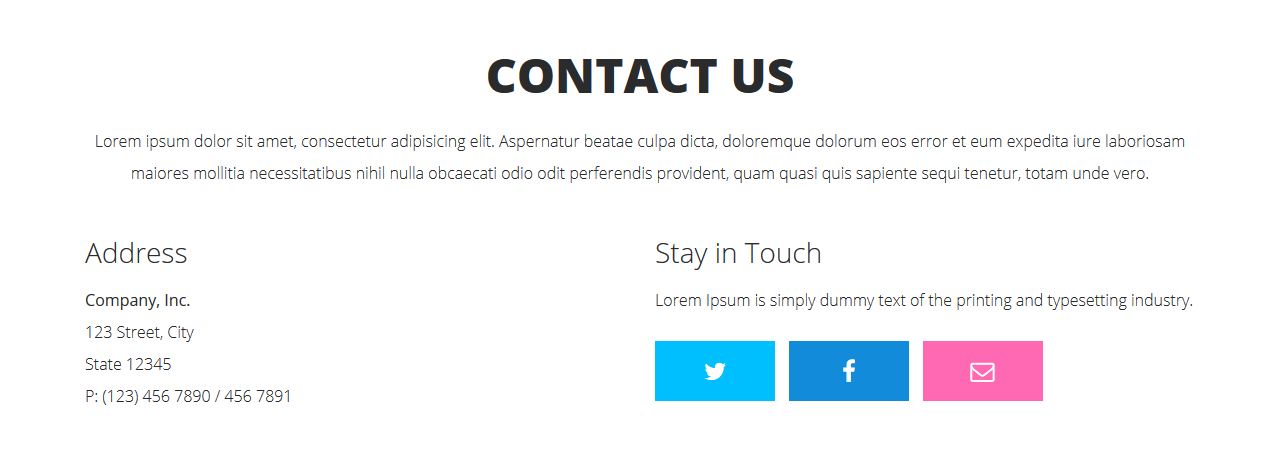 CONTACT US
Lorem ipsum dolor sit amet, consectetur adipisicing elit. Aspernatur beatae culpa dicta, doloremque dolorum eos error et eum expedita iure laboriosam
maiores mollitia necessitatibus nihil nulla obcaecati odio odit perferendis provident, quam quasi quis sapiente sequi tenetur, totam unde vero.
Address
Company, Inc.
123 Street, City
State 12345
P: (123) 456 7890 / 456 7891
Stay in Touch
Lorem Ipsum is simply dummy text of the printing and typesetting industry.